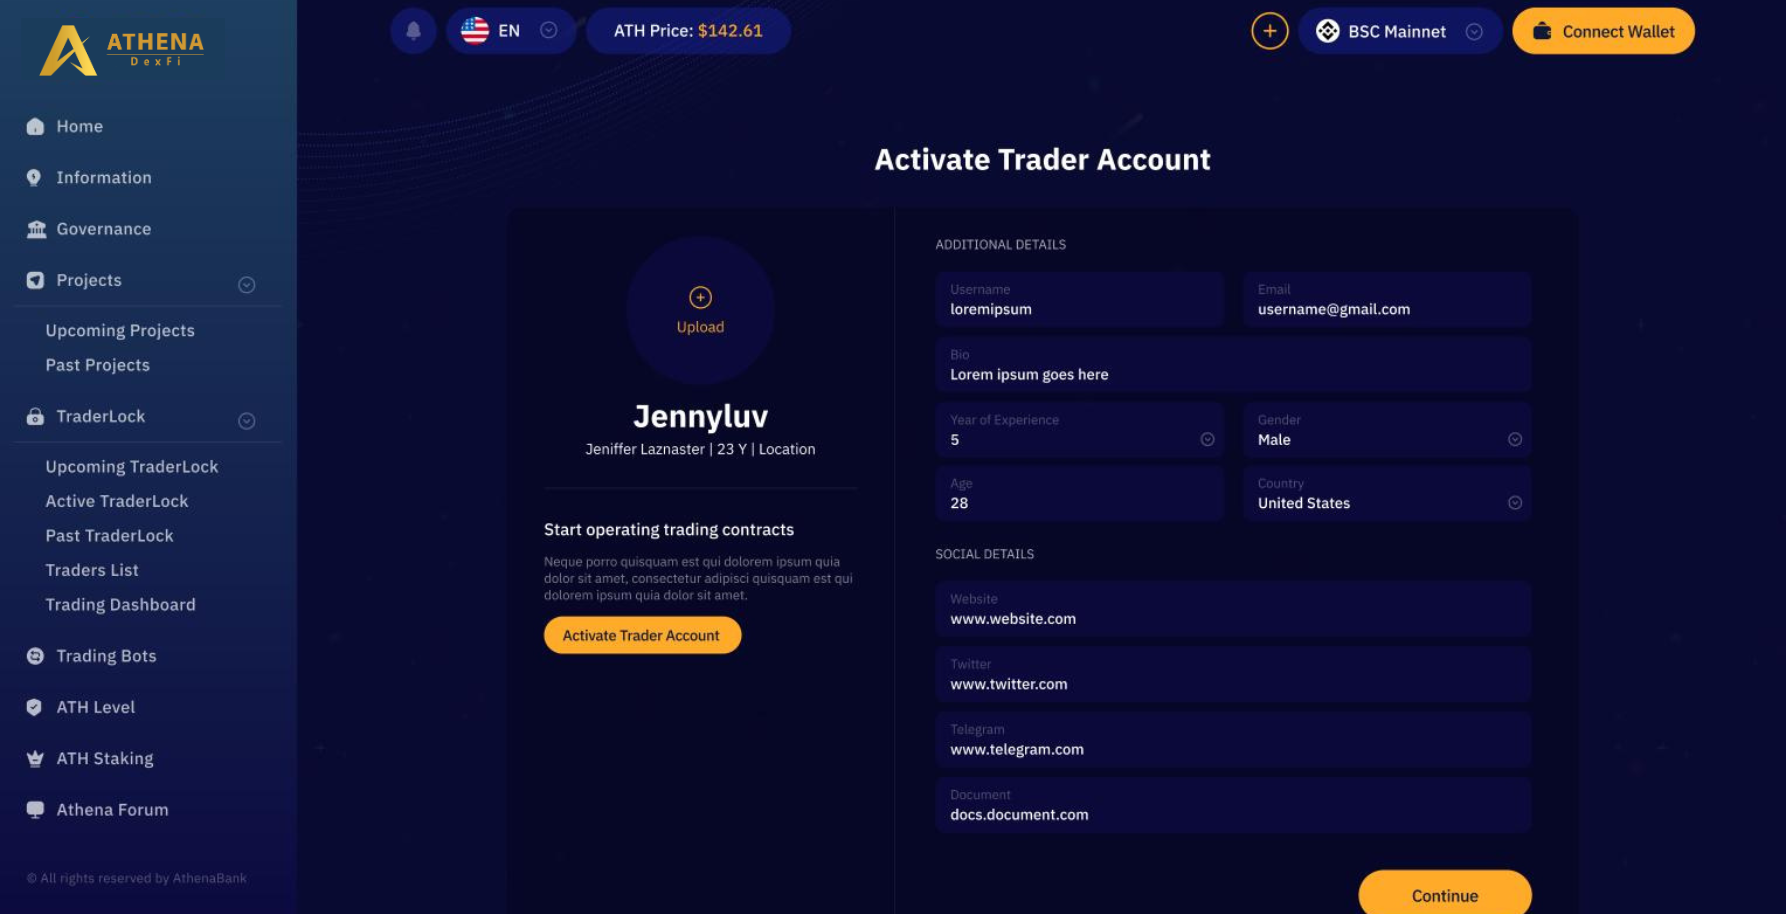 ATHENA
DexFi
Home
Information
Governance
Projects
Upcoming Projects
Past Projects
TraderLock
Upcoming TraderLock
Active TraderLock
Past TraderLock
Traders List
Trading Dashboard
Trading Bots
ATH Level
ATH Staking
Athena Forum
© All rights reserved by AthenaBank
EN
ATH Price: $142.61
BSC Mainnet
Connect Wallet
Activate Trader Account
Upload
Jennyluv
Jeniffer Laznaster | 23 Y | Location
Start operating trading contracts
Neque porro quisquam est qui dolorem ipsum quia
dolor sit amet, consectetur adipisci quisquam est qui
dolorem ipsum quia dolor sit amet.
Activate Trader Account
ADDITIONAL DETAILS
Username
loremipsum
Email
username@gmail.com
Bio
Lorem ipsum goes here
Year of Experience
5
Gender
Male
Age
28
Country
United States
SOCIAL DETAILS
Website
www.website.com
Twitter
www.twitter.com
Telegram
www.telegram.com
Document
docs.document.com
Continue